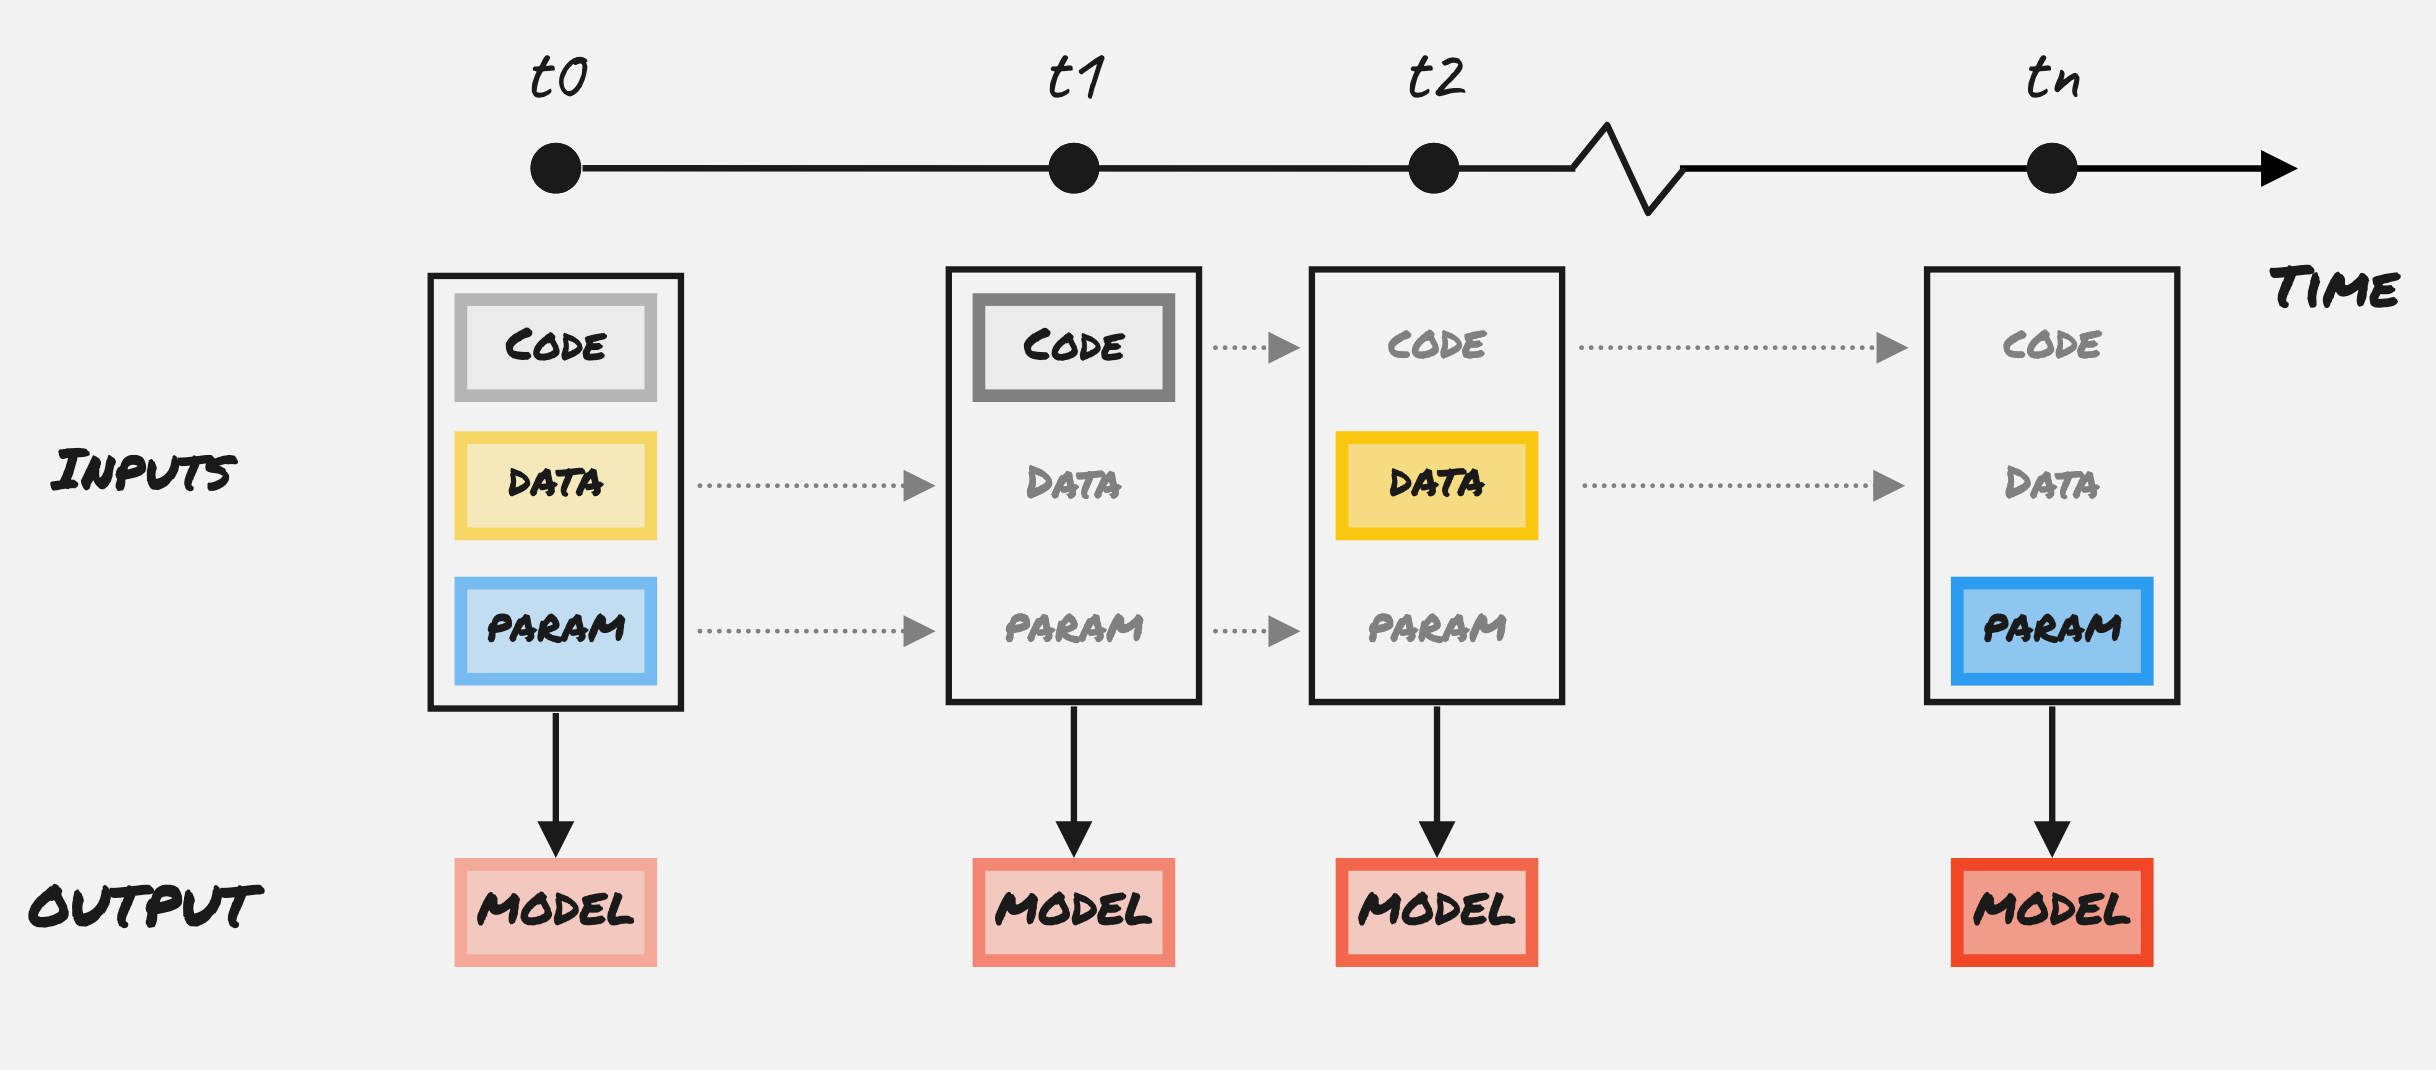 t0 t1 t2 tn
TIME
CODE CODE CODE CODE
INPUTS
DATA DATA DATA DATA
PARAM PARAM PARAM PARAM
OUTPUT
MODEL MODEL MODEL MODEL